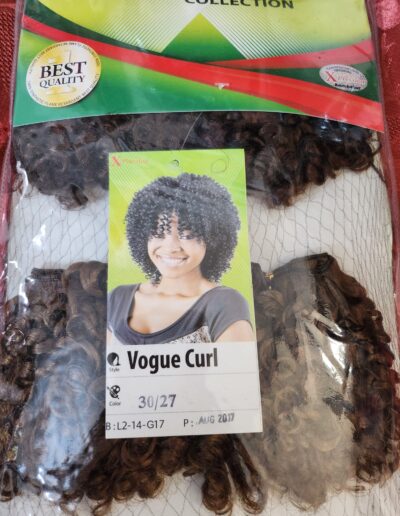 COLLECTION
BEST
QUALITY
Style Vogue Curl
Color 30/27
B:L2-14-G17 P: AUG 2017